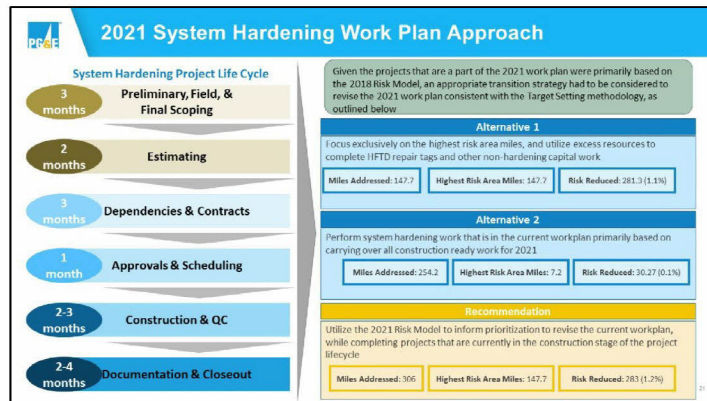 PG&E
2021 System Hardening Work Plan Approach
System Hardening Project Life Cycle
3
months
Preliminary, Field, &
Final Scoping
2
months
Estimating
3
months
Dependencies & Contracts
1
month
Approvals & Scheduling
2-3
months
Construction & QC
2-4
months
Documentation & Closeout
Given the projects that are a part of the 2021 work plan were primarily based on
the 2018 Risk Model, an appropriate transition strategy had to be considered to
revise the 2021 work plan consistent with the Target Setting methodology, as
outlined below
Alternative 1
Focus exclusively on the highest risk area miles, and utilize excess resources to
complete HFTD repair tags and other non-hardening capital work
Miles Addressed: 147.7
Highest Risk Area Miles: 147.7
Risk Reduced: 281.3 (1.1%)
Alternative 2
Perform system hardening work that is in the current workplan primarily based on
carrying over all construction ready work for 2021
Miles Addressed: 254.2
Highest Risk Area Miles: 7.2
Risk Reduced: 30.27 (0.1%)
Recommendation
Utilize the 2021 Risk Model to inform prioritization to revise the current workplan,
while completing projects that are currently in the construction stage of the project
lifecycle
Miles Addressed: 306
Highest Risk Area Miles: 147.7
Risk Reduced: 283 (1.2%)